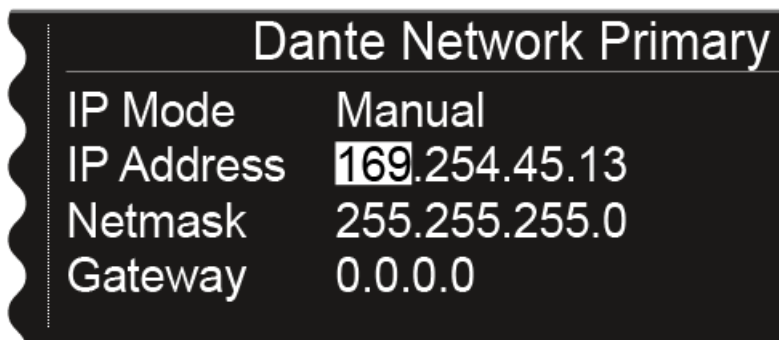 Dante Network Primary
IP Mode Manual
IP Address 169.254.45.13
Netmask 255.255.255.0
Gateway 0.0.0.0